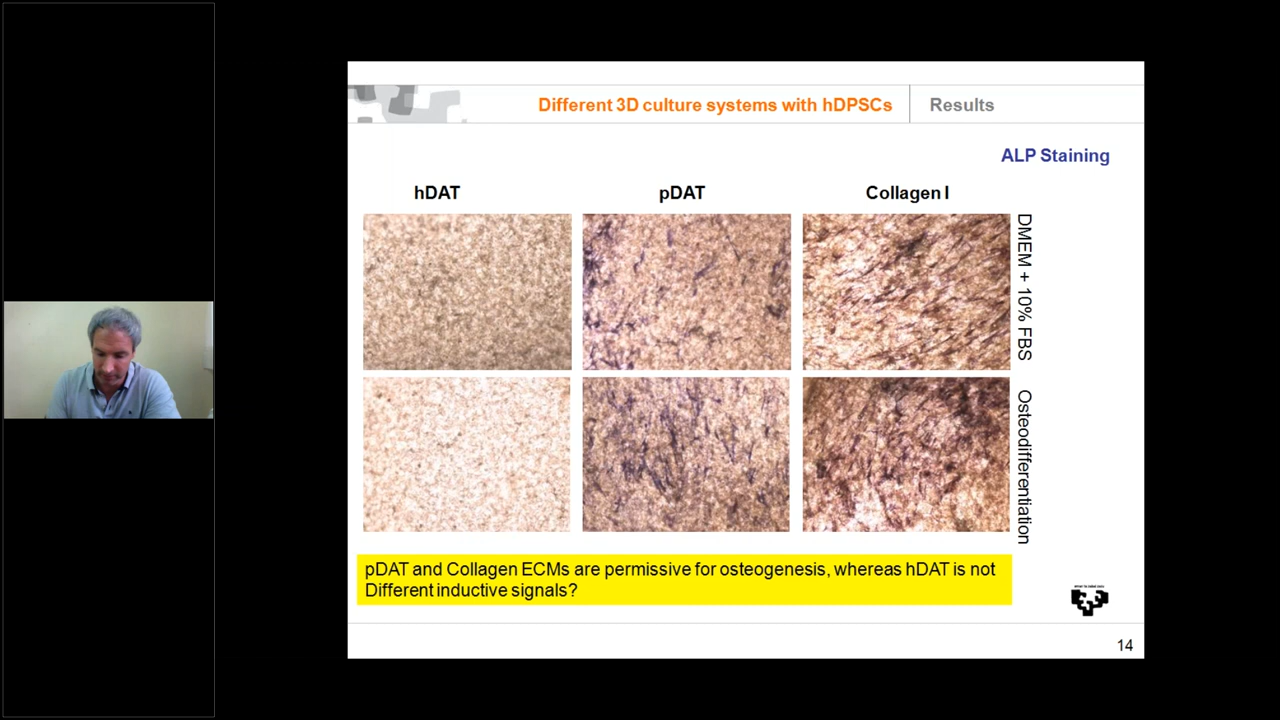 Different 3D culture systems with hDPSCs
Results
ALP Staining
hDAT
pDAT
Collagen I
DMEM + 10% FBS
Osteodifferentiation
pDAT and Collagen ECMs are permissive for osteogenesis, whereas hDAT is not
Different inductive signals?
14